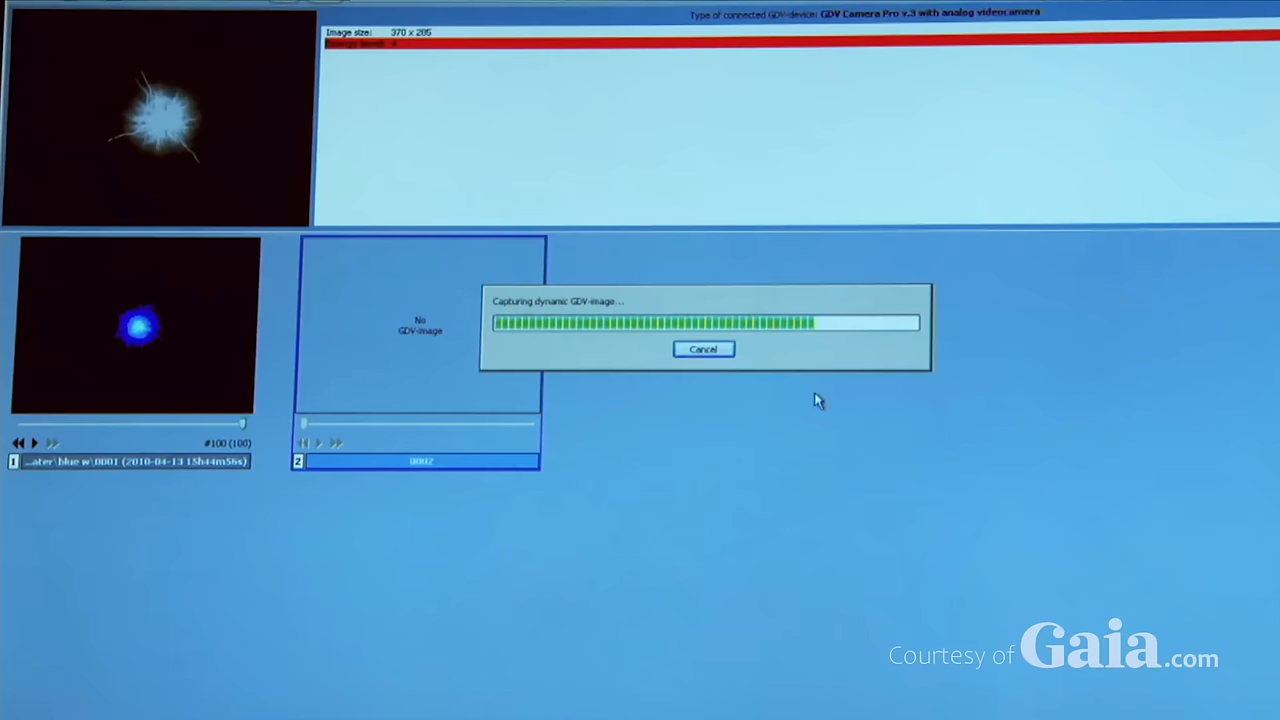 Type of connected GDV-device: GDV Camera Pro v.3 with analog videocamera
Image size: 370 x 285
No
GDV-image
Capturing dynamic GDV-image...
Cancel
#100 (100)
1 ...ater\blue w\0001 (2010-04-13 15h44m56s)
2 0002
Courtesy of Gaia.com